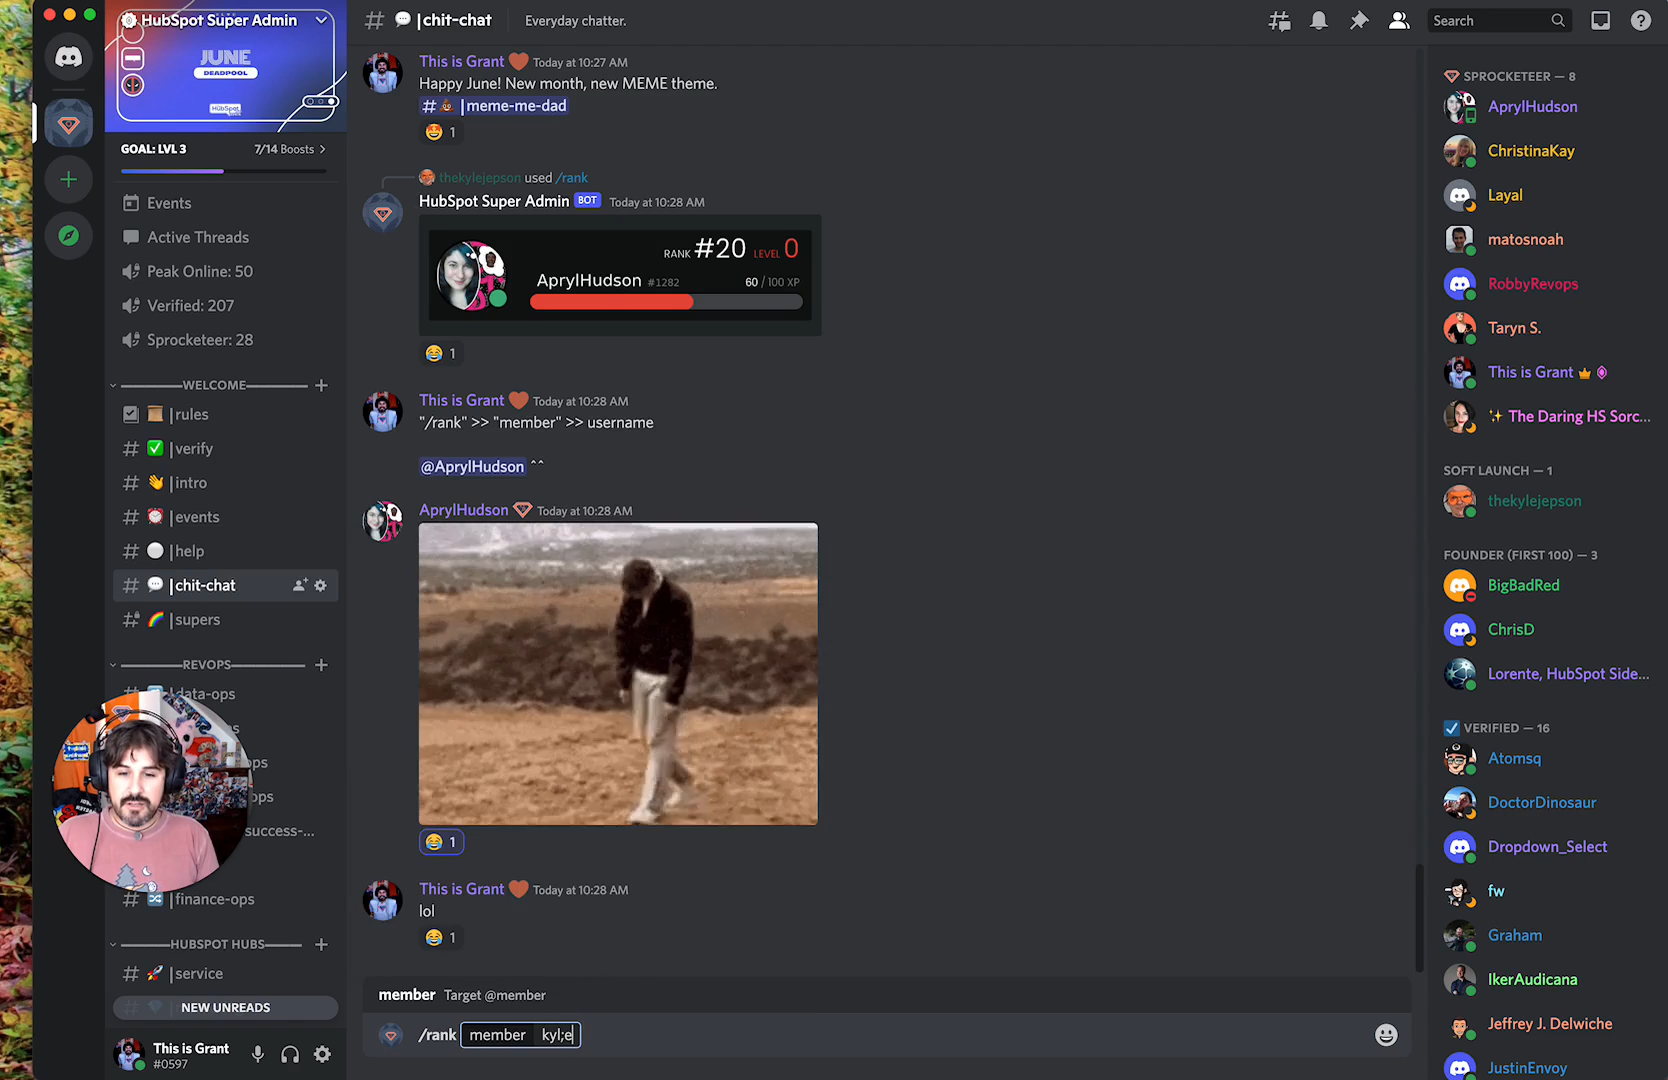 HubSpot Super Admin
JUNE
DEADPOOL
HubSpot
GOAL: LVL 3
7/14 Boosts
Events
Active Threads
Peak Online: 50
Verified: 207
Sprocketeer: 28
WELCOME
|rules
|verify
|intro
|events
|help
|chit-chat
|supers
REVOPS
|data-ops
s
ops
ops
success-...
|finance-ops
HUBSPOT HUBS
|service
NEW UNREADS
This is Grant
#0597
|chit-chat
Everyday chatter.
Search
This is Grant Today at 10:27 AM
Happy June! New month, new MEME theme.
# |meme-me-dad
1
thekylejepson used /rank
HubSpot Super Admin BOT Today at 10:28 AM
RANK #20 LEVEL 0
AprylHudson #1282 60 / 100 XP
1
This is Grant Today at 10:28 AM
"/rank" >> "member" >> username
@AprylHudson ^^
AprylHudson Today at 10:28 AM
1
This is Grant Today at 10:28 AM
lol
1
member Target @member
/rank member kyl;e
SPROCKETEER — 8
AprylHudson
ChristinaKay
Layal
matosnoah
RobbyRevops
Taryn S.
This is Grant
The Daring HS Sorc...
SOFT LAUNCH — 1
thekylejepson
FOUNDER (FIRST 100) — 3
BigBadRed
ChrisD
Lorente, HubSpot Side...
VERIFIED — 16
Atomsq
DoctorDinosaur
Dropdown_Select
fw
Graham
IkerAudicana
Jeffrey J. Delwiche
JustinEnvoy